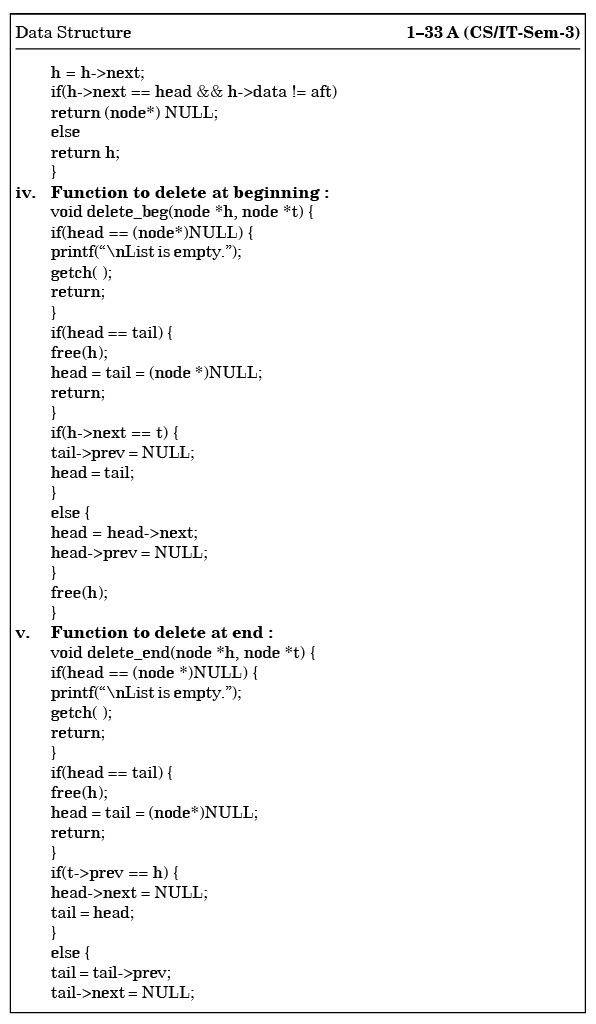 Data Structure 1–33 A (CS/IT-Sem-3)
h = h->next;
if(h->next == head && h->data != aft)
return (node*) NULL;
else
return h;
}
iv. Function to delete at beginning :
void delete_beg(node *h, node *t) {
if(head == (node*)NULL) {
printf(“\nList is empty.”);
getch( );
return;
}
if(head == tail) {
free(h);
head = tail = (node *)NULL;
return;
}
if(h->next == t) {
tail->prev = NULL;
head = tail;
}
else {
head = head->next;
head->prev = NULL;
}
free(h);
}
v. Function to delete at end :
void delete_end(node *h, node *t) {
if(head == (node *)NULL) {
printf(“\nList is empty.”);
getch( );
return;
}
if(head == tail) {
free(h);
head = tail = (node*)NULL;
return;
}
if(t->prev == h) {
head->next = NULL;
tail = head;
}
else {
tail = tail->prev;
tail->next = NULL;